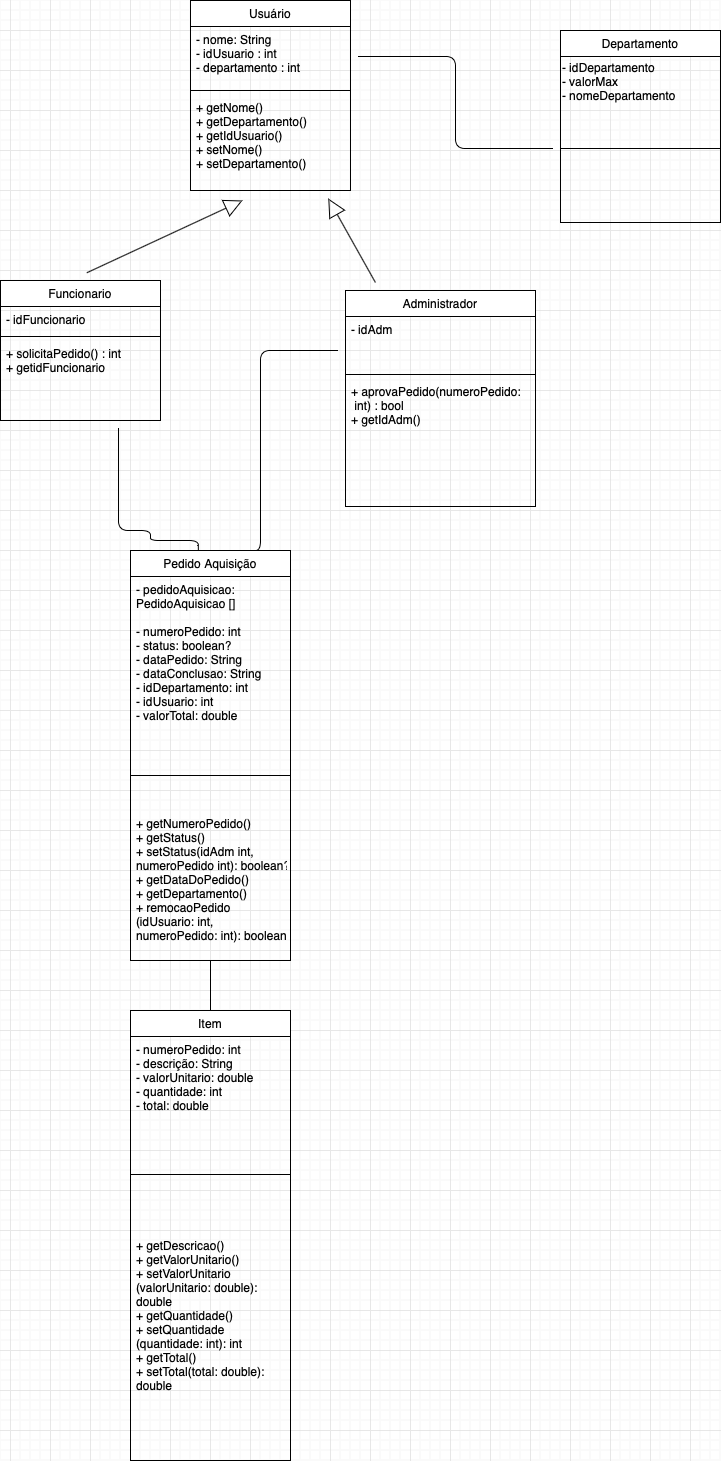 Usuário
- nome: String
- idUsuario : int
- departamento : int
+ getNome()
+ getDepartamento()
+ getIdUsuario()
+ setNome()
+ setDepartamento()
Departamento
- idDepartamento
- valorMax
- nomeDepartamento
Funcionario
- idFuncionario
+ solicitaPedido() : int
+ getidFuncionario
Administrador
- idAdm
+ aprovaPedido(numeroPedido:
int) : bool
+ getIdAdm()
Pedido Aquisição
- pedidoAquisicao:
PedidoAquisicao []
- numeroPedido: int
- status: boolean?
- dataPedido: String
- dataConclusao: String
- idDepartamento: int
- idUsuario: int
- valorTotal: double
+ getNumeroPedido()
+ getStatus()
+ setStatus(idAdm int,
numeroPedido int): boolean?
+ getDataDoPedido()
+ getDepartamento()
+ remocaoPedido
(idUsuario: int,
numeroPedido: int): boolean
Item
- numeroPedido: int
- descrição: String
- valorUnitario: double
- quantidade: int
- total: double
+ getDescricao()
+ getValorUnitario()
+ setValorUnitario
(valorUnitario: double):
double
+ getQuantidade()
+ setQuantidade
(quantidade: int): int
+ getTotal()
+ setTotal(total: double):
double